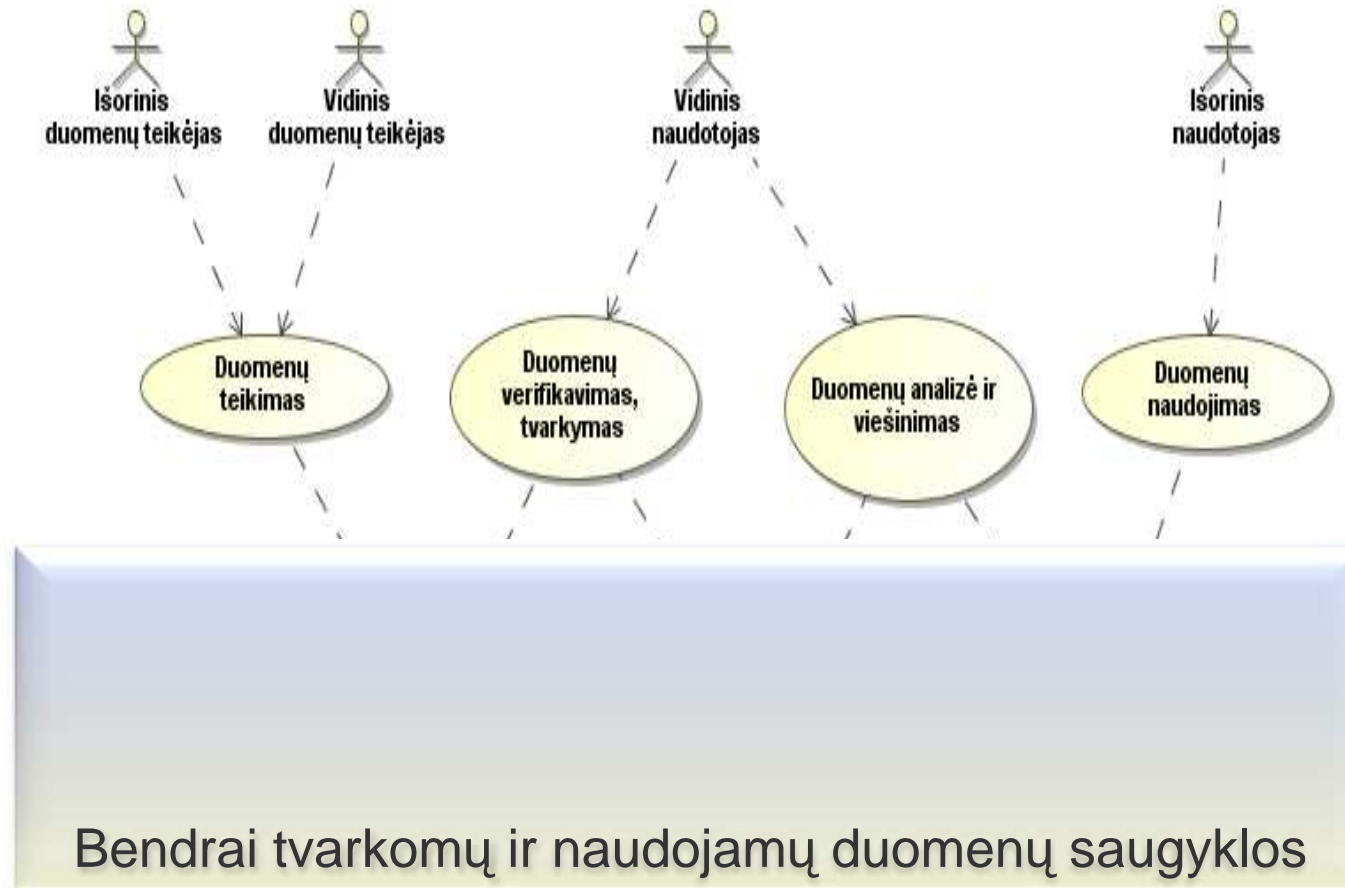 Išorinis
duomenų teikėjas
Vidinis
duomenų teikėjas
Vidinis
naudotojas
Išorinis
naudotojas
Duomenų
teikimas
Duomenų
verifikavimas,
tvarkymas
Duomenų analizė ir
viešinimas
Duomenų
naudojimas
Bendrai tvarkomų ir naudojamų duomenų saugyklos